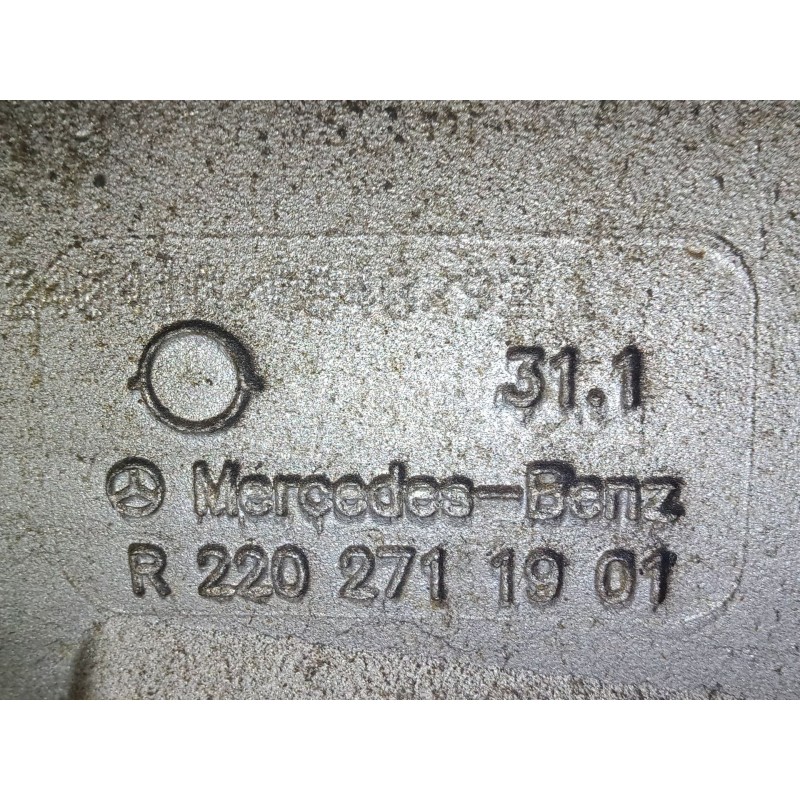 31.1
Mercedes-Benz
R 220 271 19 01